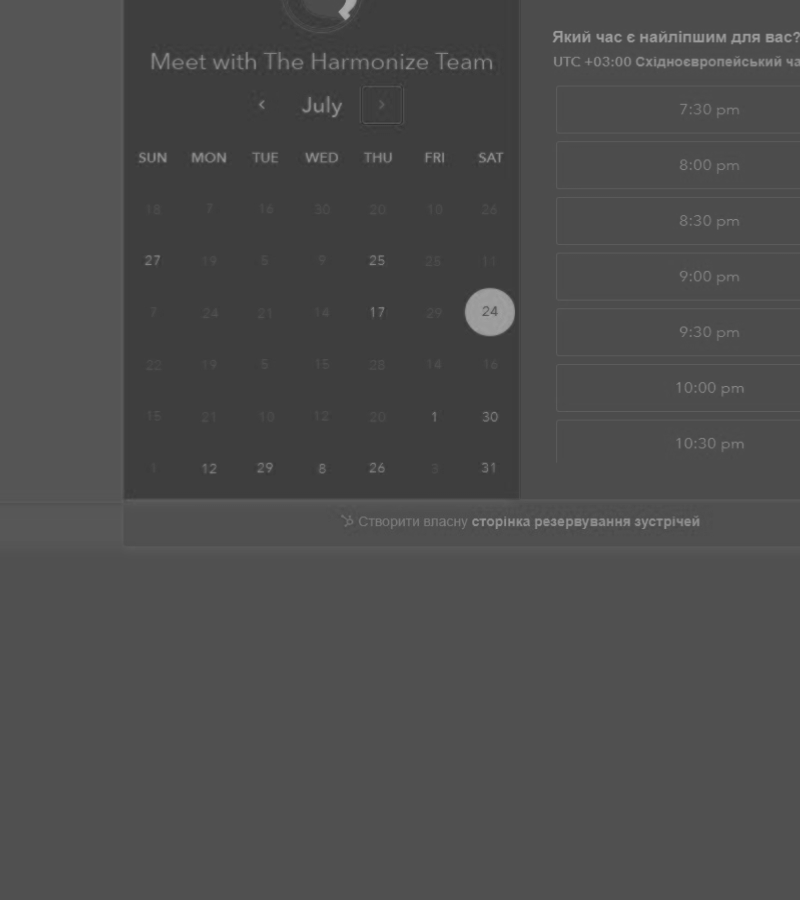 Meet with The Harmonize Team
July
SUN MON TUE WED THU FRI SAT
18 7 16 30 20 10 26
27 19 5 9 25 25 11
7 24 21 14 17 29 24
22 19 5 15 28 14 16
15 21 10 12 20 1 30
1 12 29 8 26 3 31
Який час є найліпшим для вас?
UTC +03:00 Східноєвропейський ча
7:30 pm
8:00 pm
8:30 pm
9:00 pm
9:30 pm
10:00 pm
10:30 pm
Створити власну сторінка резервування зустрічей